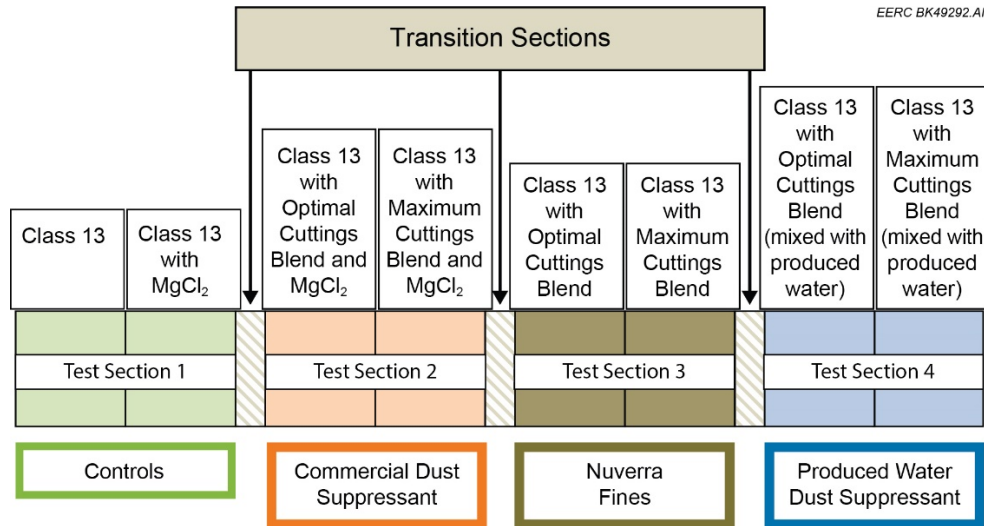 EERC BK49292.AI
Transition Sections
Class 13
Class 13
with
MgCl₂
Class 13
with
Optimal
Cuttings
Blend and
MgCl₂
Class 13
with
Maximum
Cuttings
Blend and
MgCl₂
Class 13
with
Optimal
Cuttings
Blend
Class 13
with
Maximum
Cuttings
Blend
Class 13
with
Optimal
Cuttings
Blend
(mixed with
produced
water)
Class 13
with
Maximum
Cuttings
Blend
(mixed with
produced
water)
Test Section 1
Test Section 2
Test Section 3
Test Section 4
Controls
Commercial Dust
Suppressant
Nuverra
Fines
Produced Water
Dust Suppressant